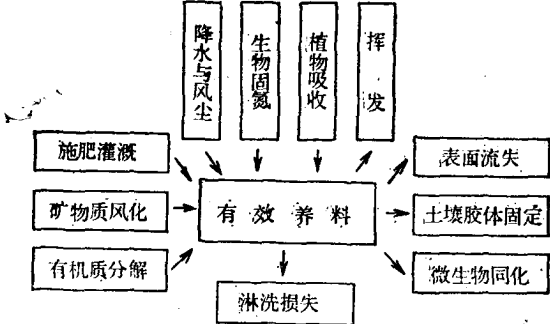 降水与风尘
生物固氮
植物吸收
挥发
施肥灌溉
表面流失
矿物质风化
有效养料
土壤胶体固定
有机质分解
微生物同化
淋洗损失